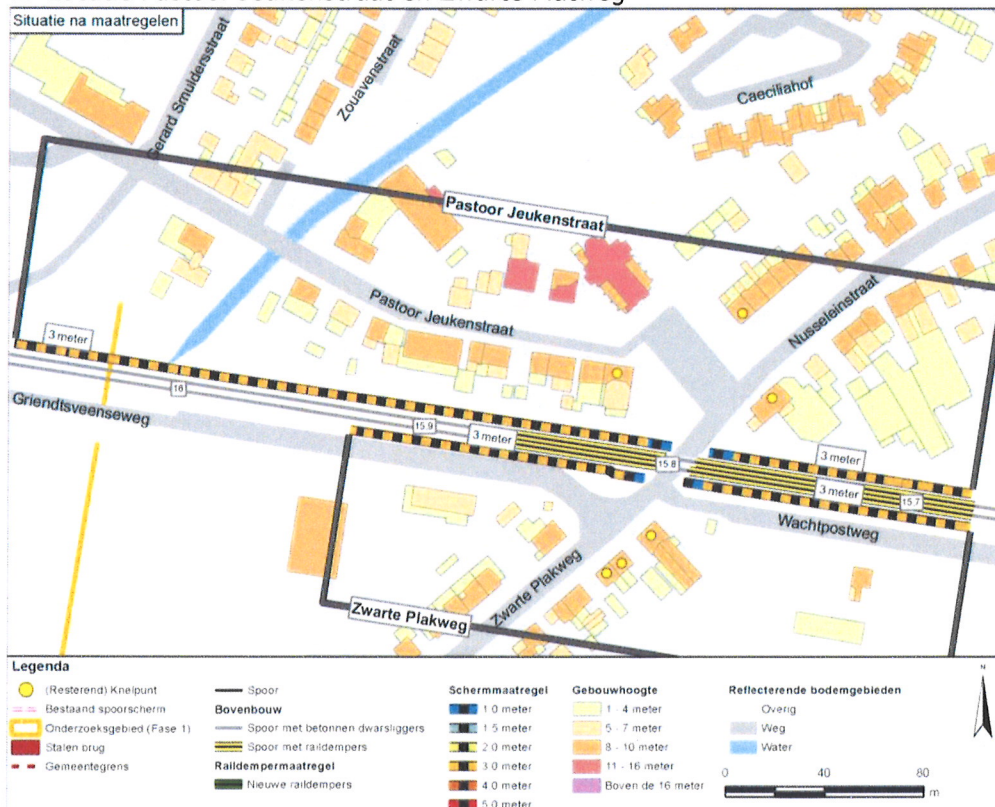 Situatie na maatregelen
Gerard Smuldersstraat
Zouavenstraat
Caeciliahof
Pastoor Jeukenstraat
Nusseleinstraat
Pastoor Jeukenstraat
3 meter
16
Griendtsveenseweg
15.9
3 meter
15.8
3 meter
3 meter
15.7
Wachtpostweg
Zwarte Plakweg
Zwarte Plakweg
Legenda
(Resterend) Knelpunt
Bestaand spoorscherm
Onderzoeksgebied (Fase 1)
Stalen brug
Gemeentegrens
Spoor
Bovenbouw
Spoor met betonnen dwarsliggers
Spoor met raildempers
Raildempermaatregel
Nieuwe raildempers
Schermmaatregel
1.0 meter
1.5 meter
2.0 meter
3.0 meter
4.0 meter
5.0 meter
Gebouwhoogte
1 - 4 meter
5 - 7 meter
8 - 10 meter
11 - 16 meter
Boven de 16 meter
Reflecterende bodemgebieden
Overig
Weg
Water
N
0 40 80
m